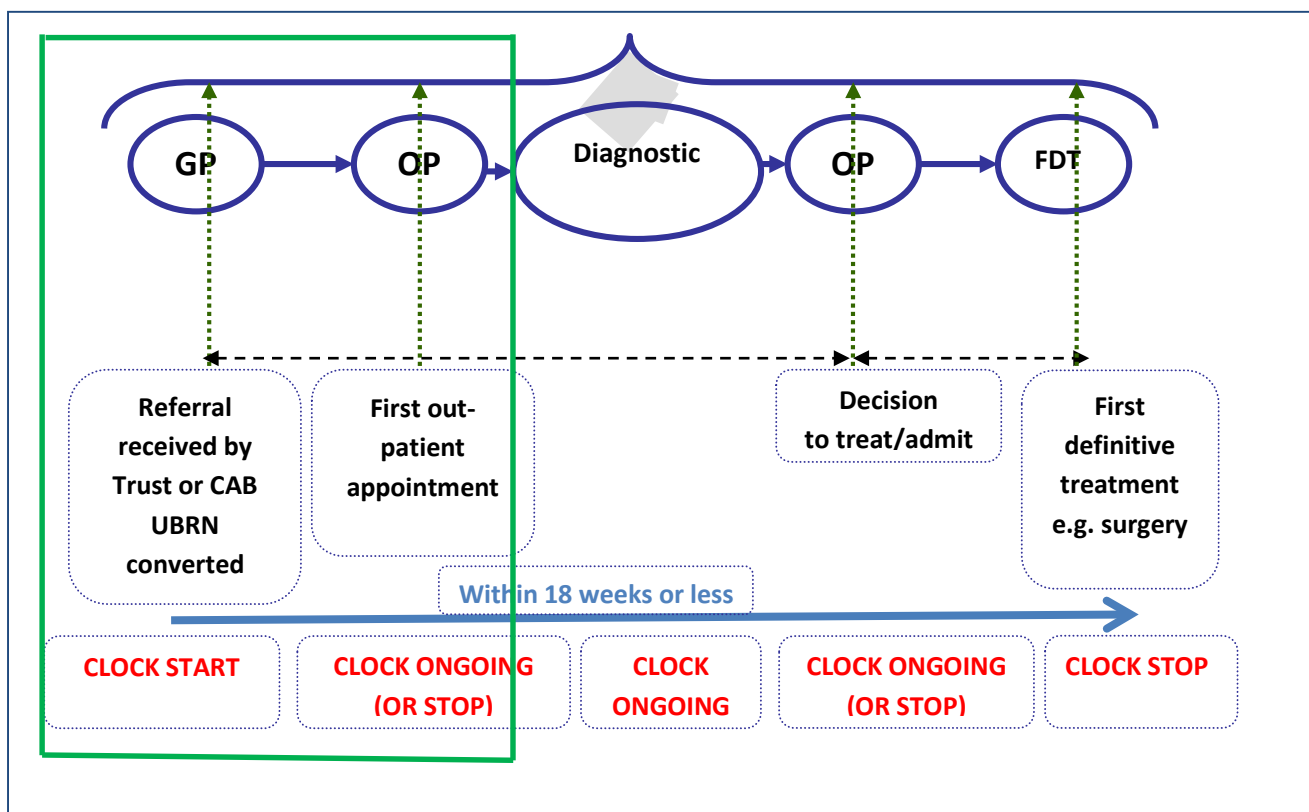 GP
OP
Diagnostic
OP
FDT
Referral
received by
Trust or CAB
UBRN
converted
First out-
patient
appointment
Decision
to treat/admit
First
definitive
treatment
e.g. surgery
Within 18 weeks or less
CLOCK START
CLOCK ONGOING
(OR STOP)
CLOCK
ONGOING
CLOCK ONGOING
(OR STOP)
CLOCK STOP